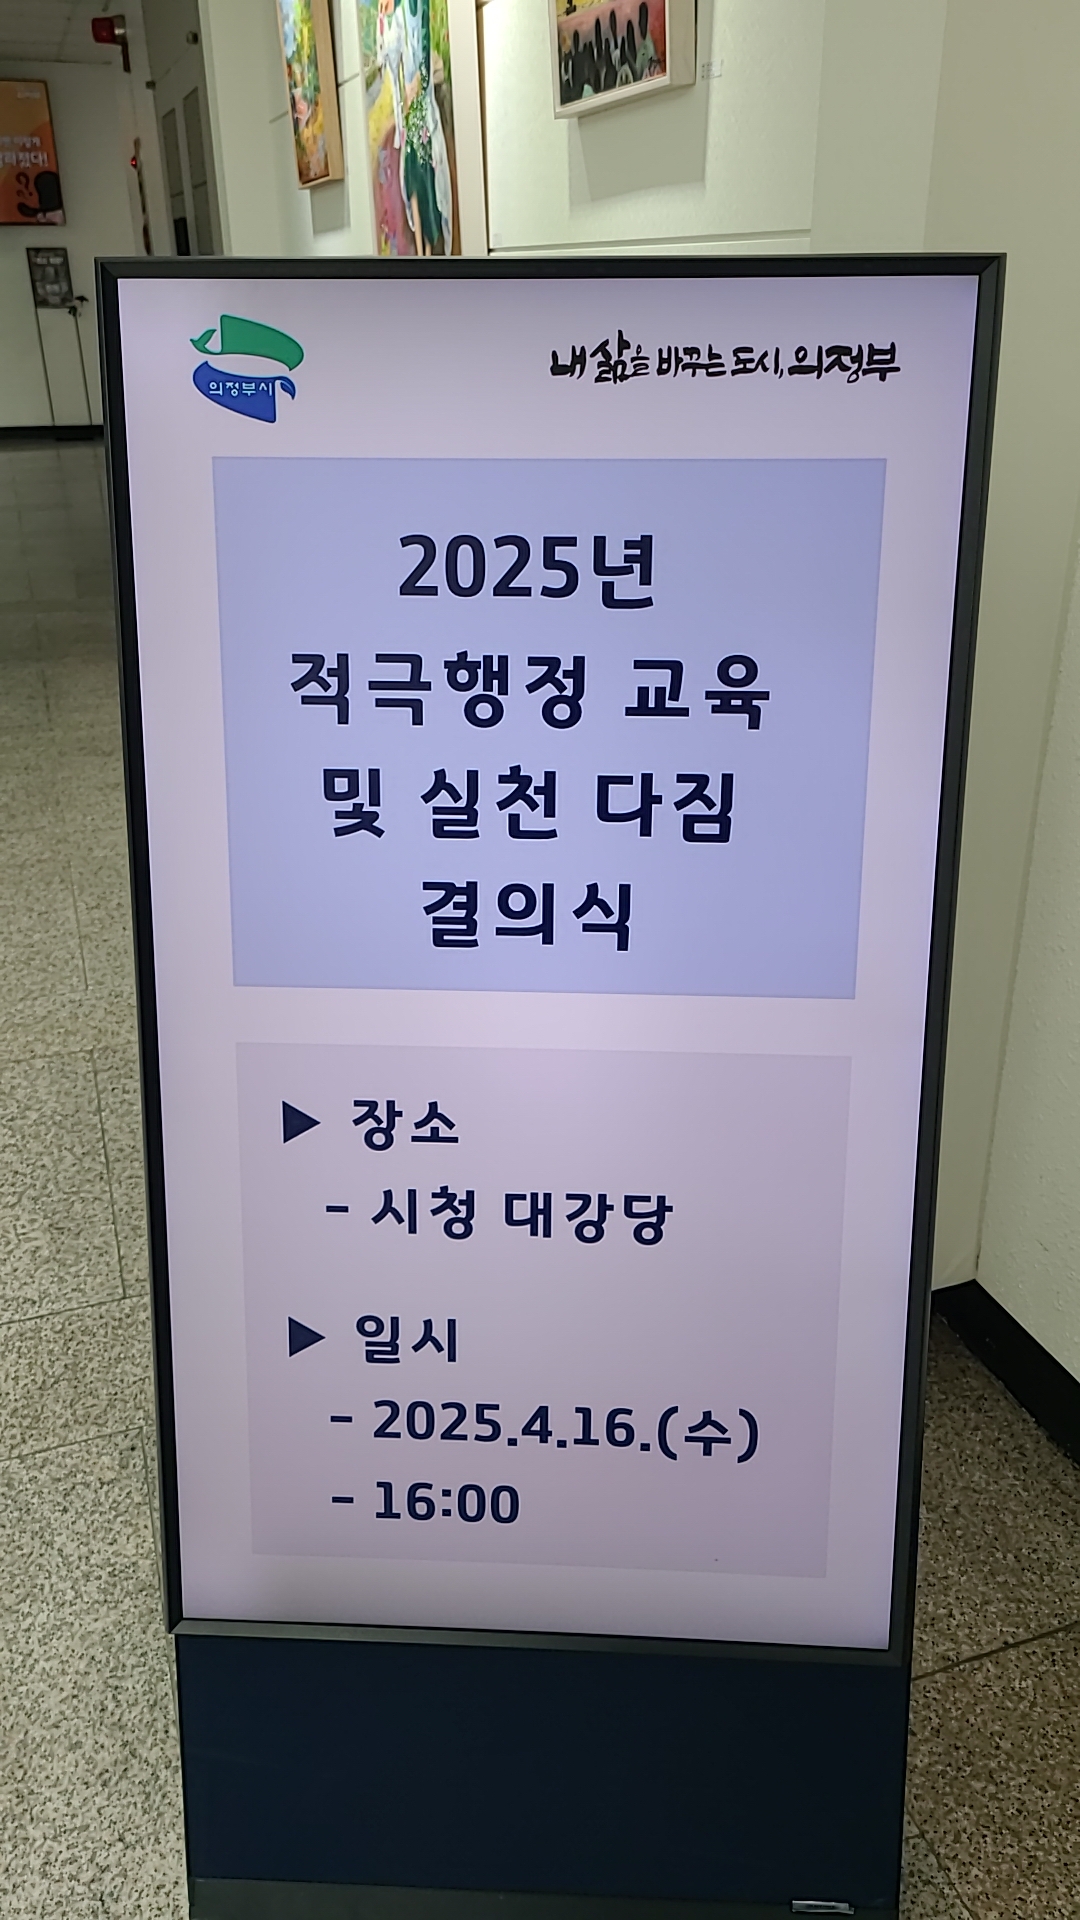 의정부시
내 삶을 바꾸는 도시, 의정부
2025년
적극행정 교육
및 실천 다짐
결의식
▶ 장소
- 시청 대강당
▶ 일시
- 2025.4.16.(수)
- 16:00